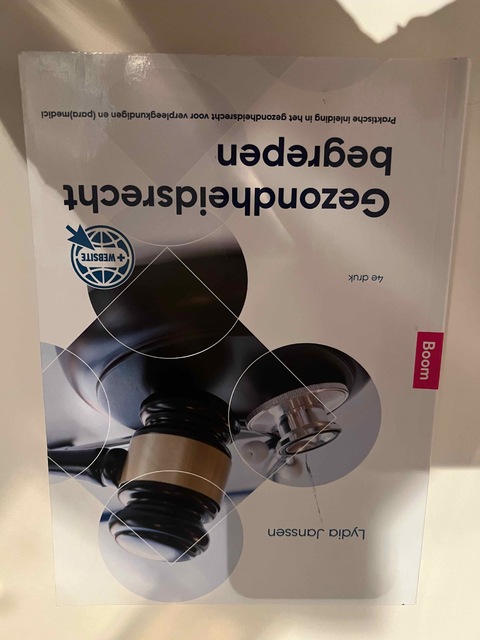 Lydia Janssen
Boom
4e druk
+ WEBSITE
Gezondheidsrecht
begrepen
Praktische inleiding in het gezondheidsrecht voor verpleegkundigen en (para)medici